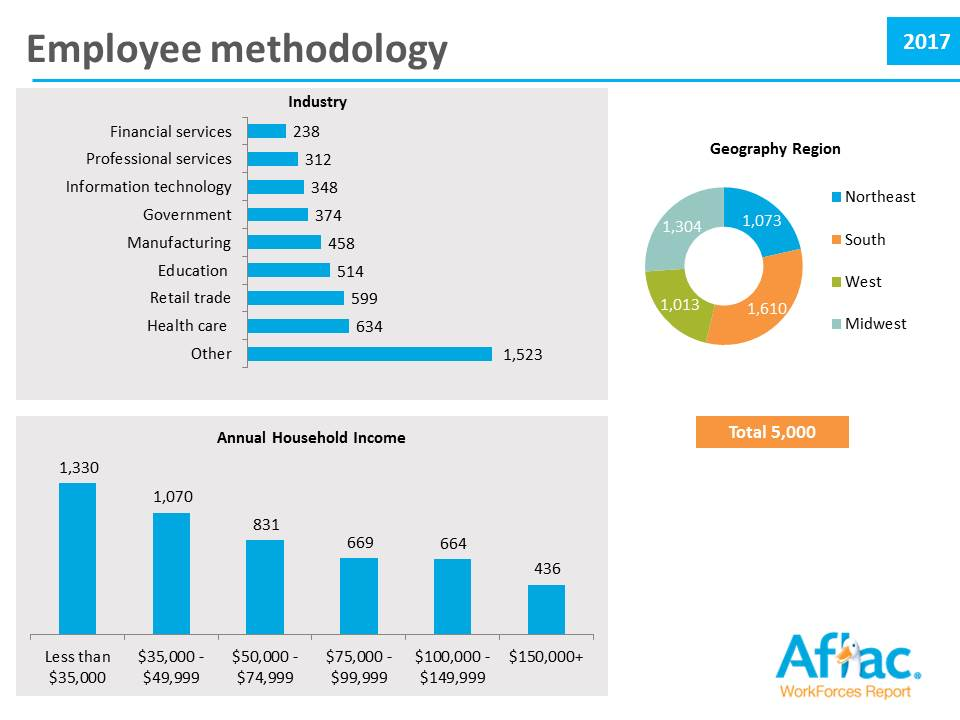 Employee methodology
2017
Industry
Financial services 238
Professional services 312
Information technology 348
Government 374
Manufacturing 458
Education 514
Retail trade 599
Health care 634
Other 1,523
Geography Region
1,304 1,073
1,013 1,610
Northeast
South
West
Midwest
Total 5,000
Annual Household Income
1,330
1,070
831
669
664
436
Less than
$35,000
$35,000 -
$49,999
$50,000 -
$74,999
$75,000 -
$99,999
$100,000 -
$149,999
$150,000+
Aflac®
WorkForces Report